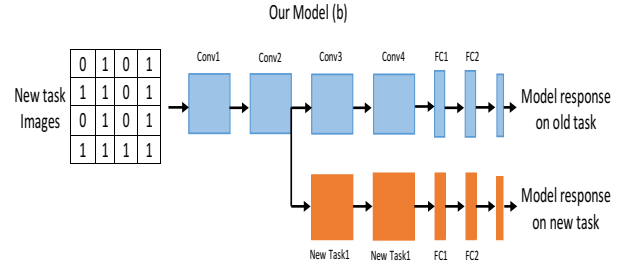 Our Model (b)
Conv1 Conv2 Conv3 Conv4 FC1 FC2
New task
Images
0 1 0 1
1 1 0 1
0 1 0 1
1 1 1 1
Model response
on old task
Model response
on new task
New Task1 New Task1 FC1 FC2